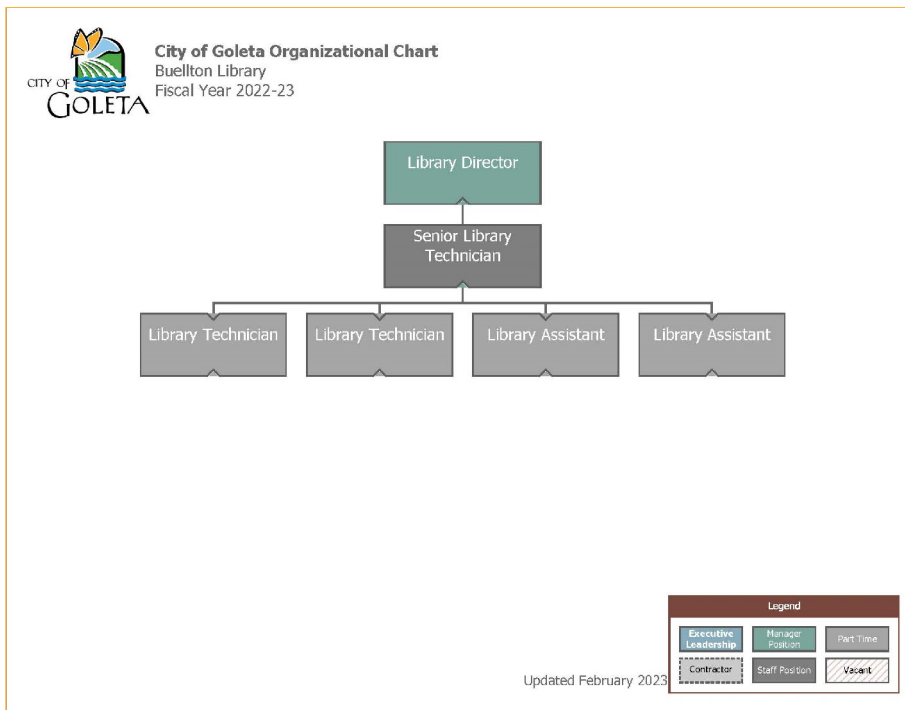 City of Goleta Organizational Chart
Buellton Library
Fiscal Year 2022-23
CITY OF
GOLETA
Library Director
Senior Library
Technician
Library Technician
Library Technician
Library Assistant
Library Assistant
Legend
Executive
Leadership
Manager
Position
Part Time
Contractor
Staff Position
Vacant
Updated February 2023